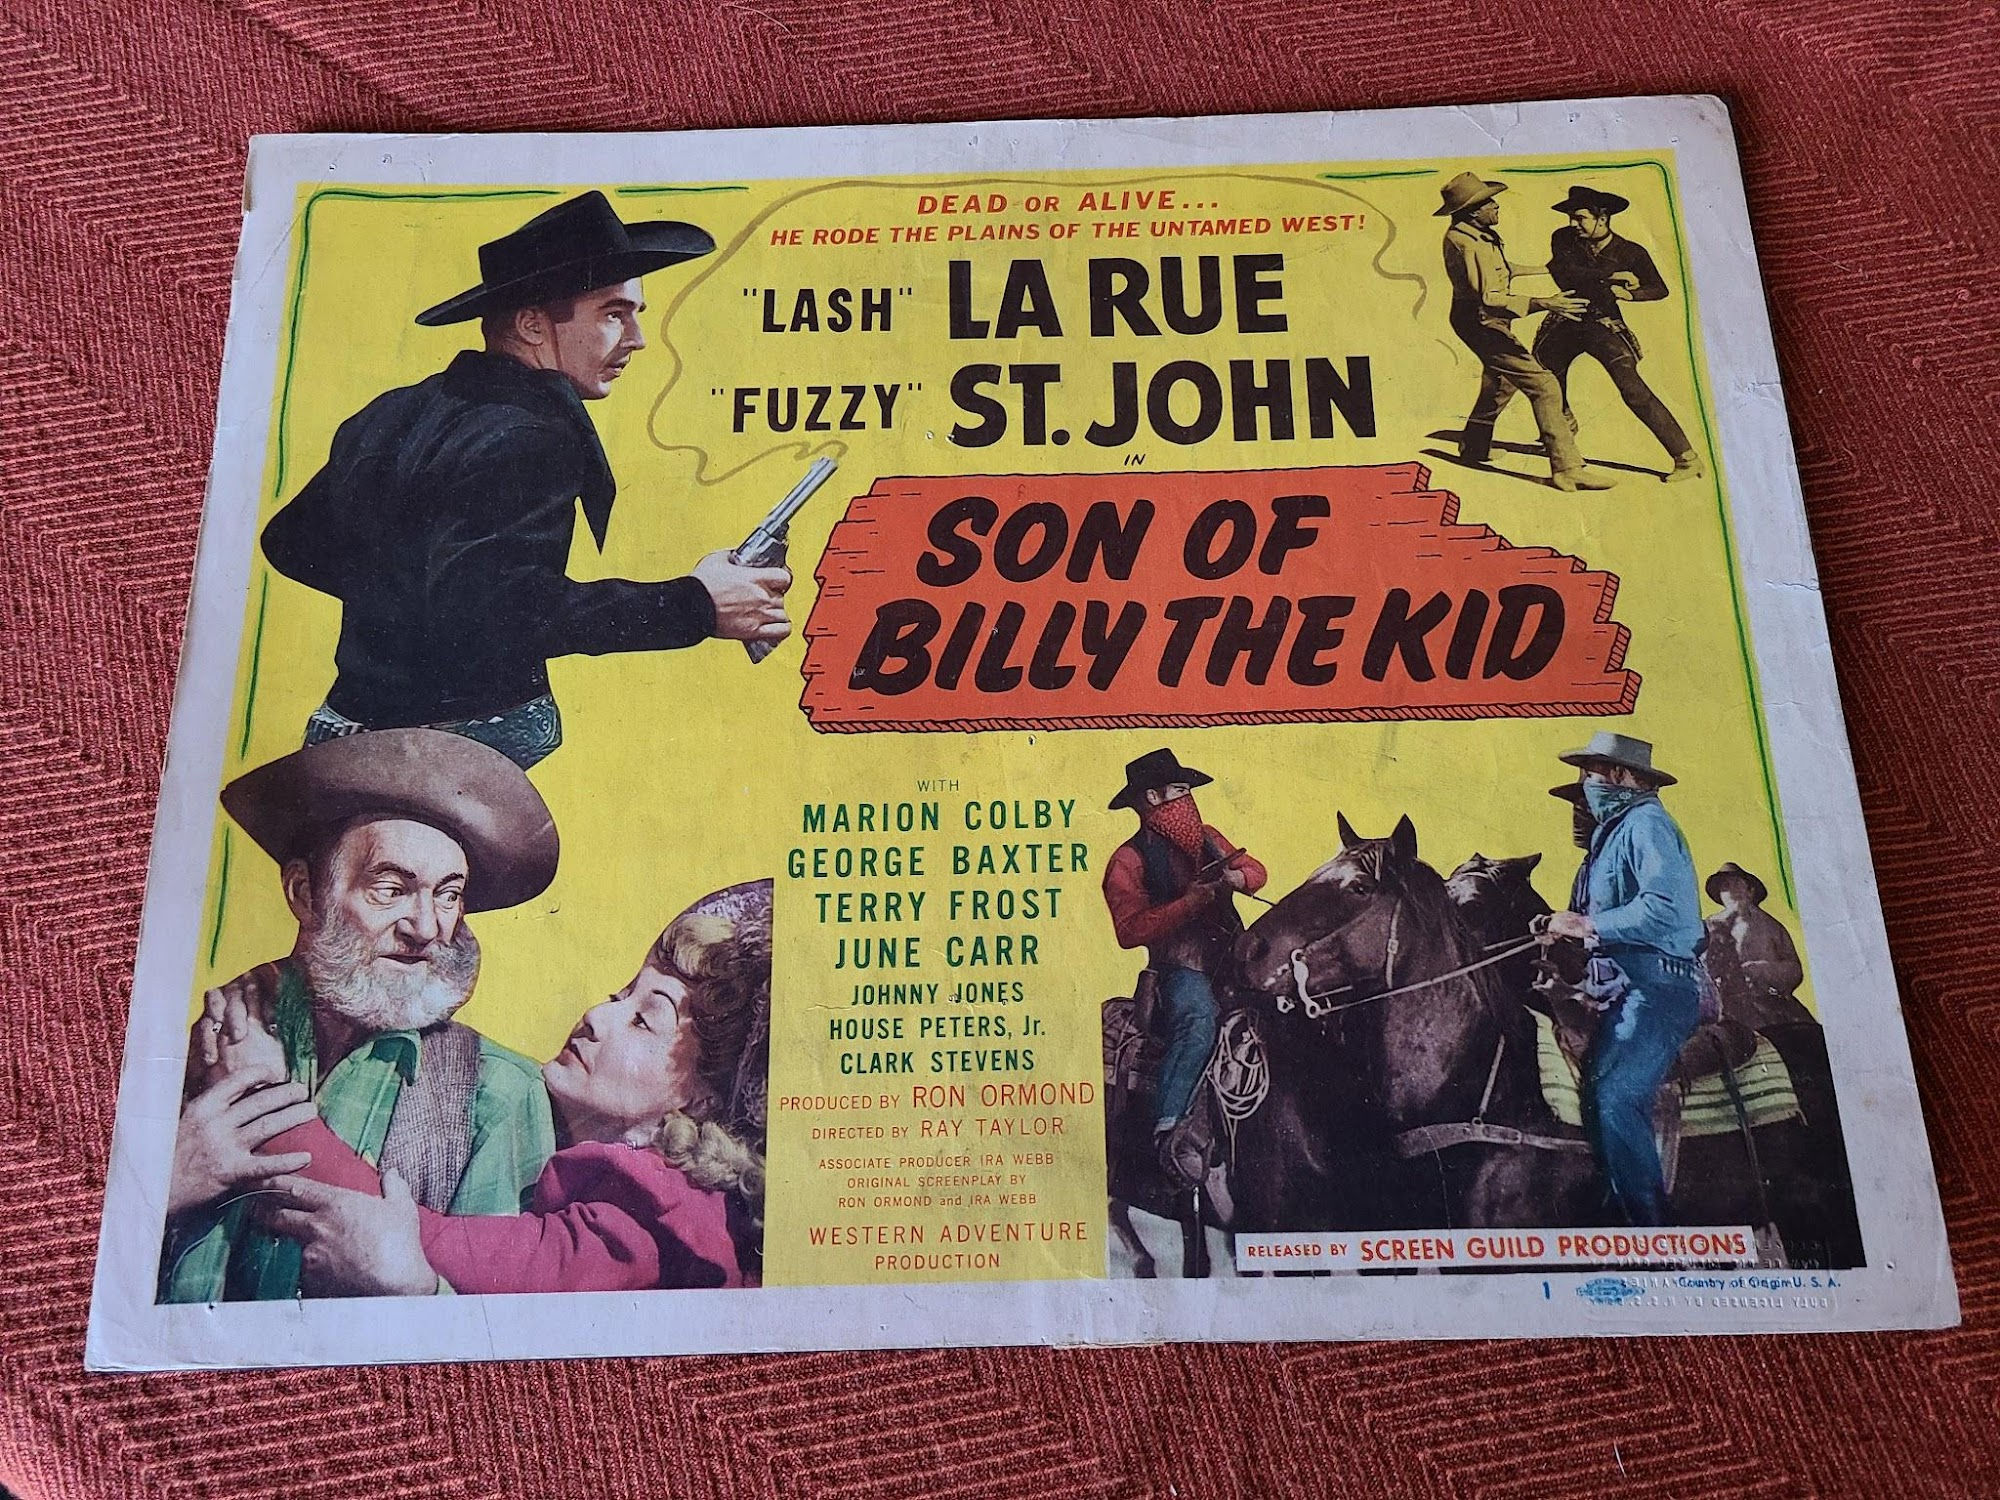 DEAD OR ALIVE...
HE RODE THE PLAINS OF THE UNTAMED WEST!
"LASH" LA RUE
"FUZZY" ST. JOHN
IN
SON OF
BILLY THE KID
WITH
MARION COLBY
GEORGE BAXTER
TERRY FROST
JUNE CARR
JOHNNY JONES
HOUSE PETERS, Jr.
CLARK STEVENS
PRODUCED BY RON ORMOND
DIRECTED BY RAY TAYLOR
ASSOCIATE PRODUCER IRA WEBB
ORIGINAL SCREENPLAY BY
RON ORMOND and IRA WEBB
WESTERN ADVENTURE
PRODUCTION
RELEASED BY SCREEN GUILD PRODUCTIONS
1 Country of Origin U. S. A.